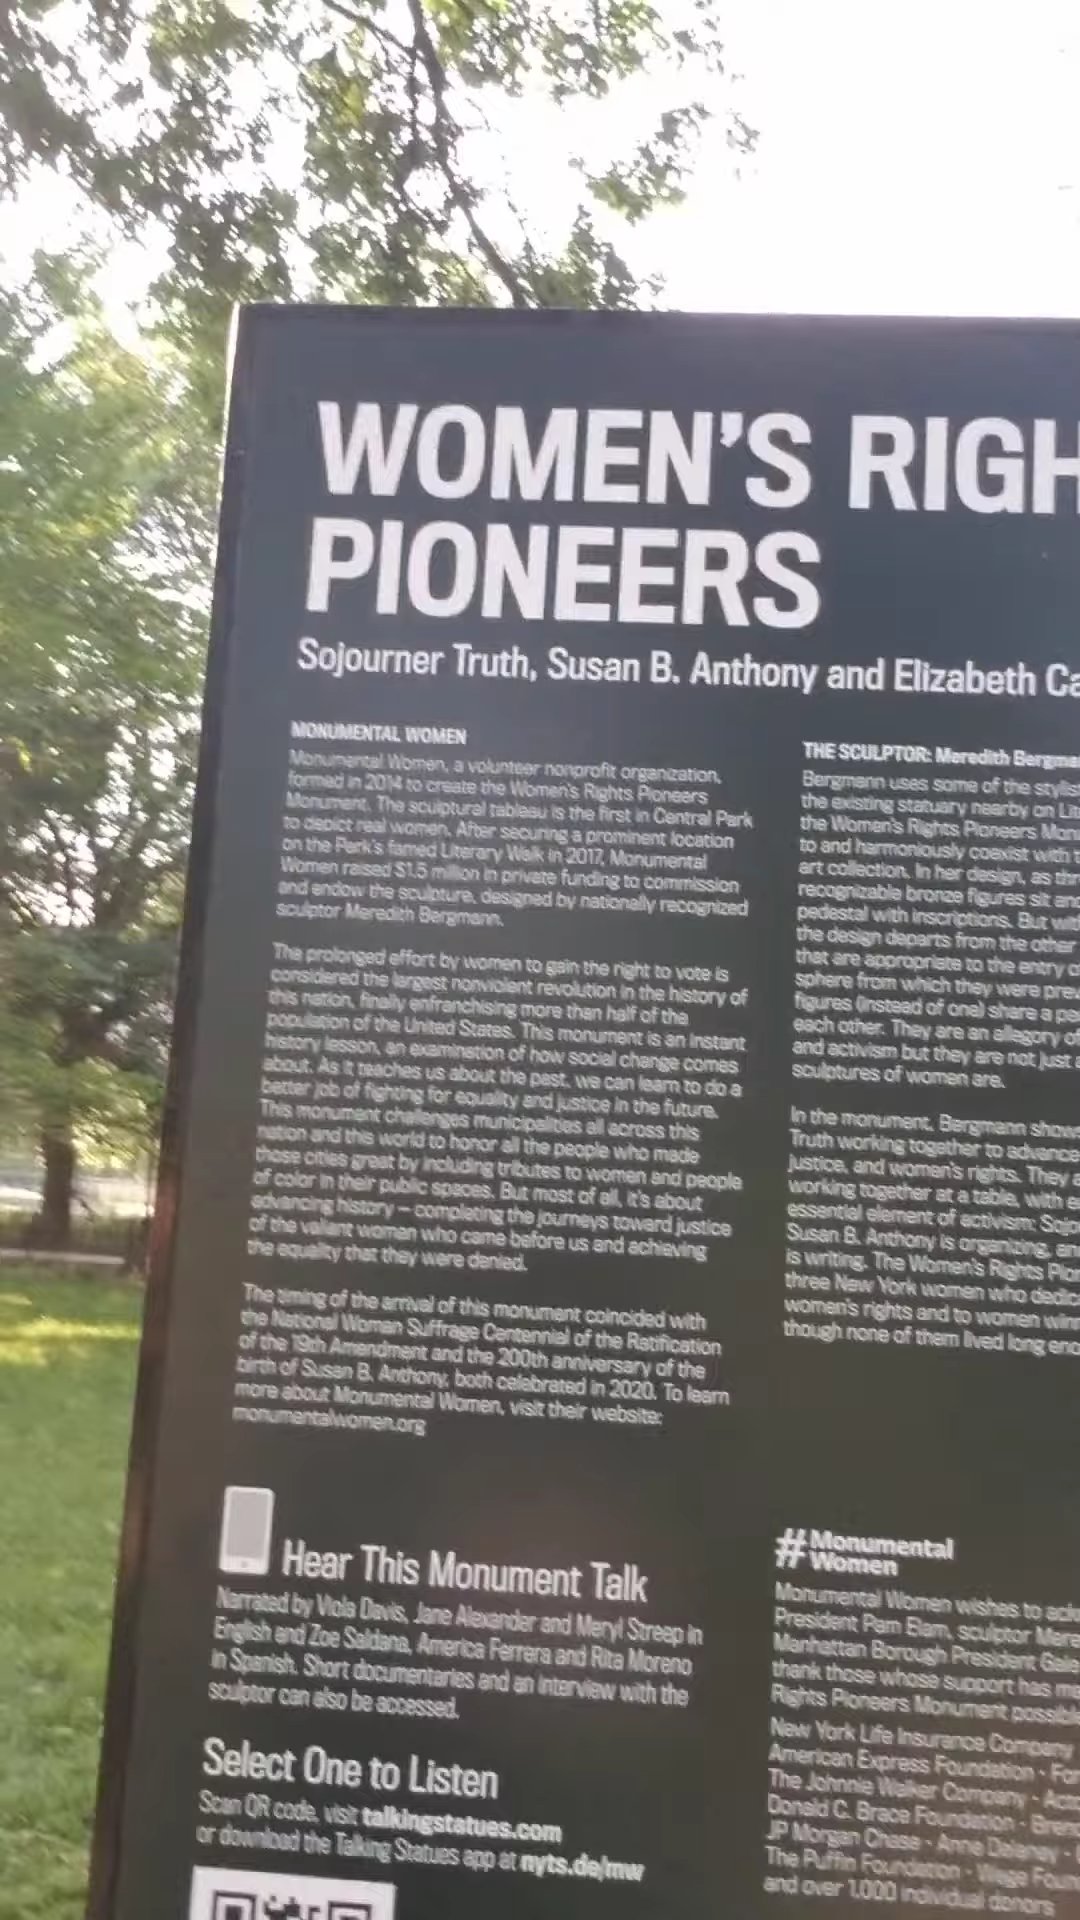 WOMEN'S RIGH
PIONEERS
Sojourner Truth, Susan B. Anthony and Elizabeth Ca
MONUMENTAL WOMEN
Monumental Women, a volunteer nonprofit organization,
formed in 2014 to create the Women's Rights Pioneers
Monument. The sculptural tableau is the first in Central Park
to depict real women. After securing a prominent location
on the Park's famed Literary Walk in 2017, Monumental
Women raised $1.5 million in private funding to commission
and endow the sculpture, designed by nationally recognized
sculptor Meredith Bergmann.
The prolonged effort by women to gain the right to vote is
considered the largest nonviolent revolution in the history of
this nation, finally enfranchising more than half of the
population of the United States. This monument is an instant
history lesson, an examination of how social change comes
about. As it teaches us about the past, we can learn to do a
better job of fighting for equality and justice in the future.
This monument challenges municipalities all across this
nation and this world to honor all the people who made
those cities great by including tributes to women and people
of color in their public spaces. But most of all, it's about
advancing history – completing the journeys toward justice
of the valiant women who came before us and achieving
the equality that they were denied.
The timing of the arrival of this monument coincided with
the National Woman Suffrage Centennial of the Ratification
of the 19th Amendment and the 200th anniversary of the
birth of Susan B. Anthony, both celebrated in 2020. To learn
more about Monumental Women, visit their website:
monumentalwomen.org
THE SCULPTOR: Meredith Bergma
Bergmann uses some of the stylis
the existing statuary nearby on Li
the Women's Rights Pioneers Mon
to and harmoniously coexist with t
art collection. In her design, as thr
recognizable bronze figures sit and
pedestal with inscriptions. But wit
the design departs from the other
that are appropriate to the entry o
sphere from which they were prev
figures (instead of one) share a pe
each other. They are an allegory of
and activism but they are not just a
sculptures of women are.
In the monument, Bergmann show
Truth working together to advance
justice, and women's rights. They a
working together at a table, with e
essential element of activism: Sojo
Susan B. Anthony is organizing, an
is writing. The Women's Rights Pion
three New York women who dedic
women's rights and to women winn
though none of them lived long eno
Hear This Monument Talk
Narrated by Viola Davis, Jane Alexander and Meryl Streep in
English and Zoe Saldana, America Ferrera and Rita Moreno
in Spanish. Short documentaries and an interview with the
sculptor can also be accessed.
Select One to Listen
Scan QR code, visit talkingstatues.com
or download the Talking Statues app at nyts.de/mw
# Monumental
Women
Monumental Women wishes to ack
President Pam Elam, sculptor Mere
Manhattan Borough President Gale
thank those whose support has ma
Rights Pioneers Monument possible
New York Life Insurance Company
American Express Foundation · For
The Johnnie Walker Company · Acc
Donald C. Brace Foundation · Bren
JP Morgan Chase · Anne Delaney ·
The Puffin Foundation · Wege Foun
and over 1,000 individual donors